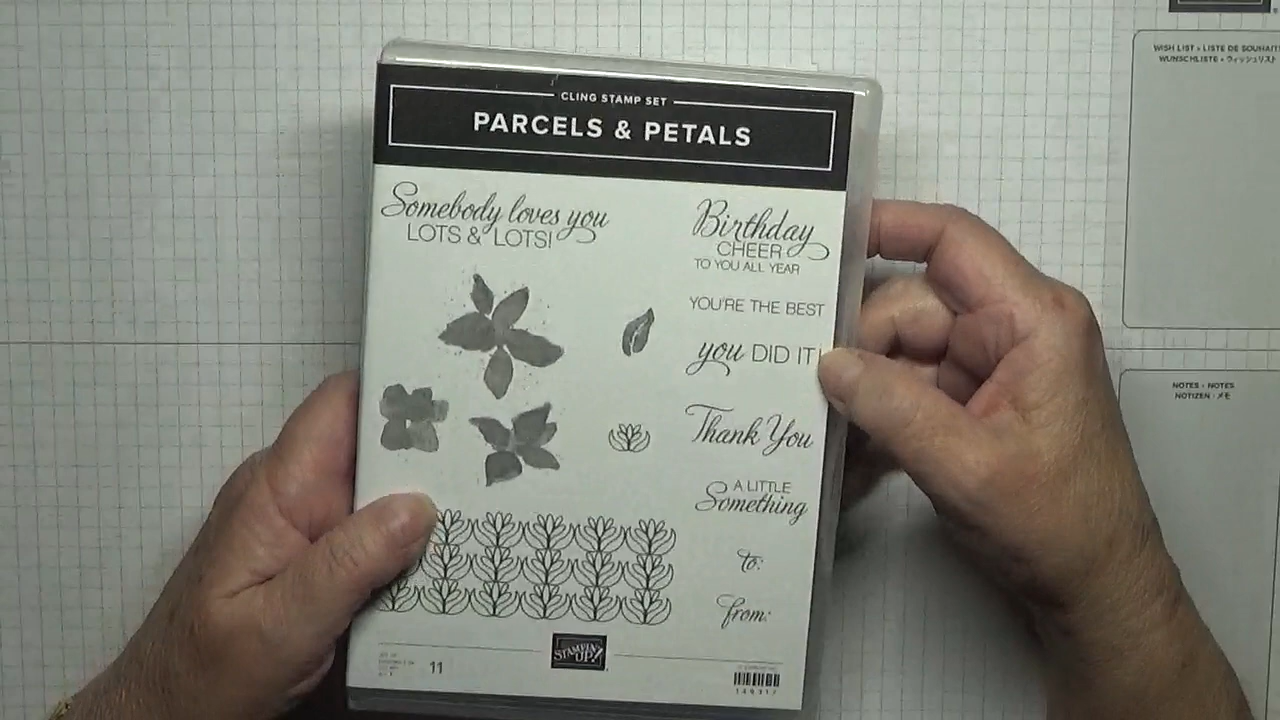 CLING STAMP SET
PARCELS & PETALS
Somebody loves you
LOTS & LOTS!
Birthday
CHEER
TO YOU ALL YEAR
YOU'RE THE BEST
you DID IT!
Thank You
A LITTLE
Something
to:
from:
11
STAMPIN' UP!
149317
WISH LIST • LISTE DE SOUHAITS
WUNSCHLISTE • ウィッシュリスト
NOTES • NOTES
NOTIZEN • メモ